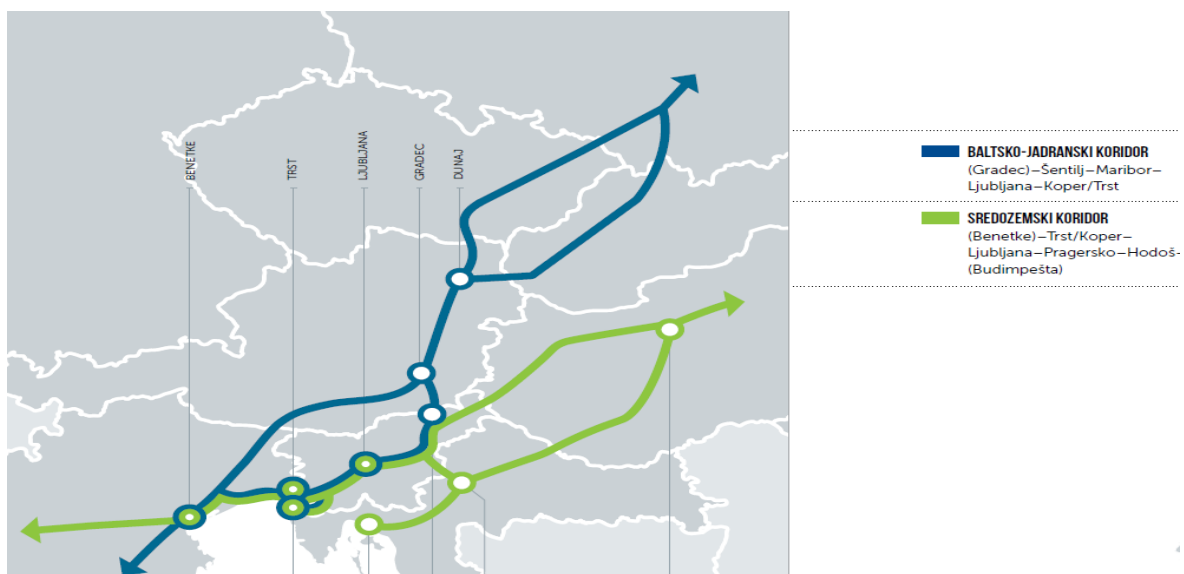 BENETKE
TRST
LJUBLJANA
GRADEC
DUNAJ
BALTSKO-JADRANSKI KORIDOR
(Gradec)–Šentilj–Maribor–
Ljubljana–Koper/Trst
SREDOZEMSKI KORIDOR
(Benetke)–Trst/Koper–
Ljubljana–Pragersko–Hodoš-
(Budimpešta)